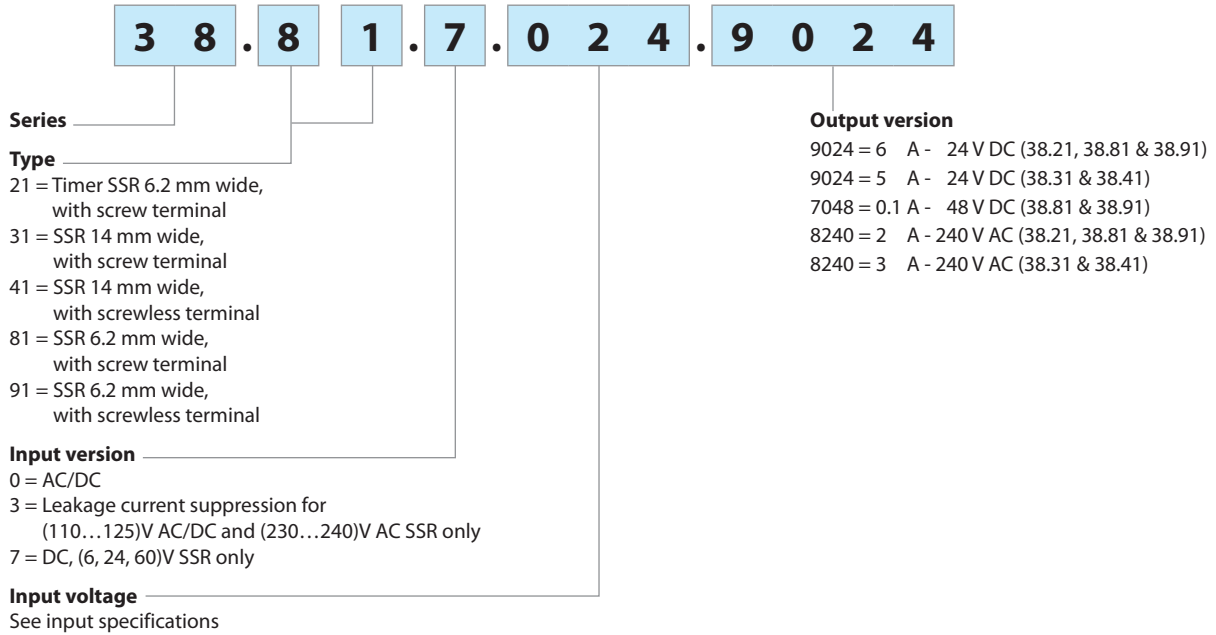 3 8 . 8 1 . 7 . 0 2 4 . 9 0 2 4
Series
Type
21 = Timer SSR 6.2 mm wide,
with screw terminal
31 = SSR 14 mm wide,
with screw terminal
41 = SSR 14 mm wide,
with screwless terminal
81 = SSR 6.2 mm wide,
with screw terminal
91 = SSR 6.2 mm wide,
with screwless terminal
Input version
0 = AC/DC
3 = Leakage current suppression for
(110…125)V AC/DC and (230…240)V AC SSR only
7 = DC, (6, 24, 60)V SSR only
Input voltage
See input specifications
Output version
9024 = 6 A - 24 V DC (38.21, 38.81 & 38.91)
9024 = 5 A - 24 V DC (38.31 & 38.41)
7048 = 0.1 A - 48 V DC (38.81 & 38.91)
8240 = 2 A - 240 V AC (38.21, 38.81 & 38.91)
8240 = 3 A - 240 V AC (38.31 & 38.41)